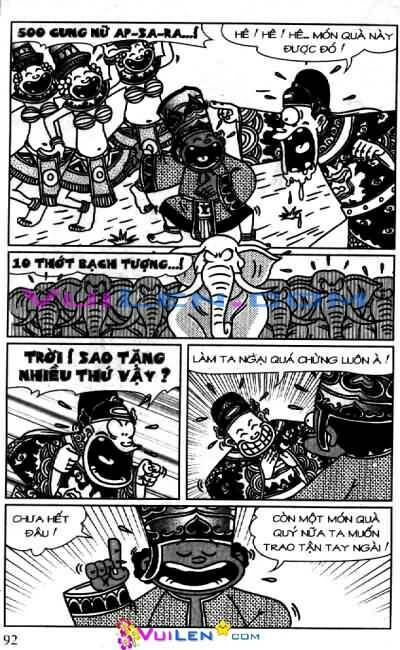 500 CUNG NỮ AP-SA-RA...!
HÊ! HÊ! HÊ... MÓN QUÀ NÀY
ĐƯỢC ĐÓ!
10 THỚT BẠCH TƯỢNG...!
VUILEN.COM
TRỜI! SAO TẶNG
NHIỀU THỨ VẬY?
LÀM TA NGẠI QUÁ CHỪNG LUÔN À!
CHƯA HẾT
ĐÂU!
CÒN MỘT MÓN QUÀ
QUÝ NỮA TA MUỐN
TRAO TẬN TAY NGÀI!
92
VUILEN.COM